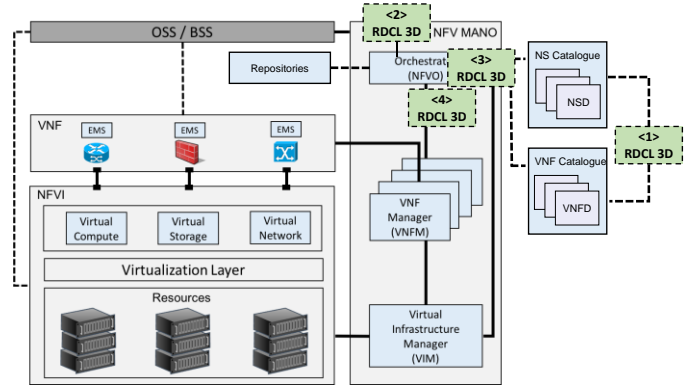 OSS / BSS
<2>
RDCL 3D
NFV MANO
Repositories
Orchestrat
(NFVO)
<3>
RDCL 3D
NS Catalogue
NSD
<4>
RDCL 3D
<1>
RDCL 3D
VNF
EMS
EMS
EMS
VNF Catalogue
VNFD
NFVI
Virtual
Compute
Virtual
Storage
Virtual
Network
VNF
Manager
(VNFM)
Virtualization Layer
Resources
Virtual
Infrastructure
Manager
(VIM)